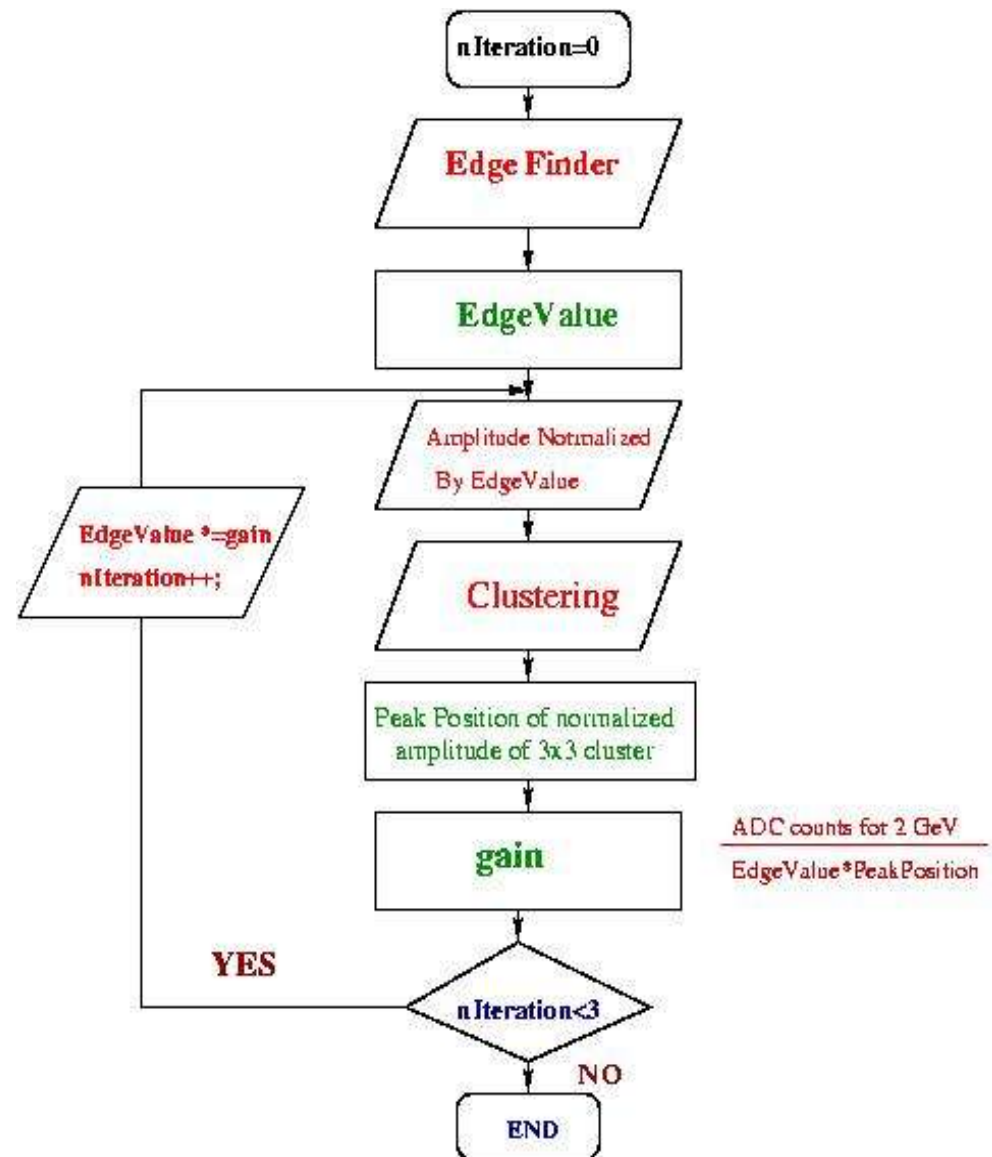 nIteration=0
Edge Finder
EdgeValue
Amplitude Normalized
By EdgeValue
EdgeValue *=gain
nIteration++;
Clustering
Peak Position of normalized
amplitude of 3x3 cluster
gain
ADC counts for 2 GeV
EdgeValue*PeakPosition
YES
nIteration<3
NO
END